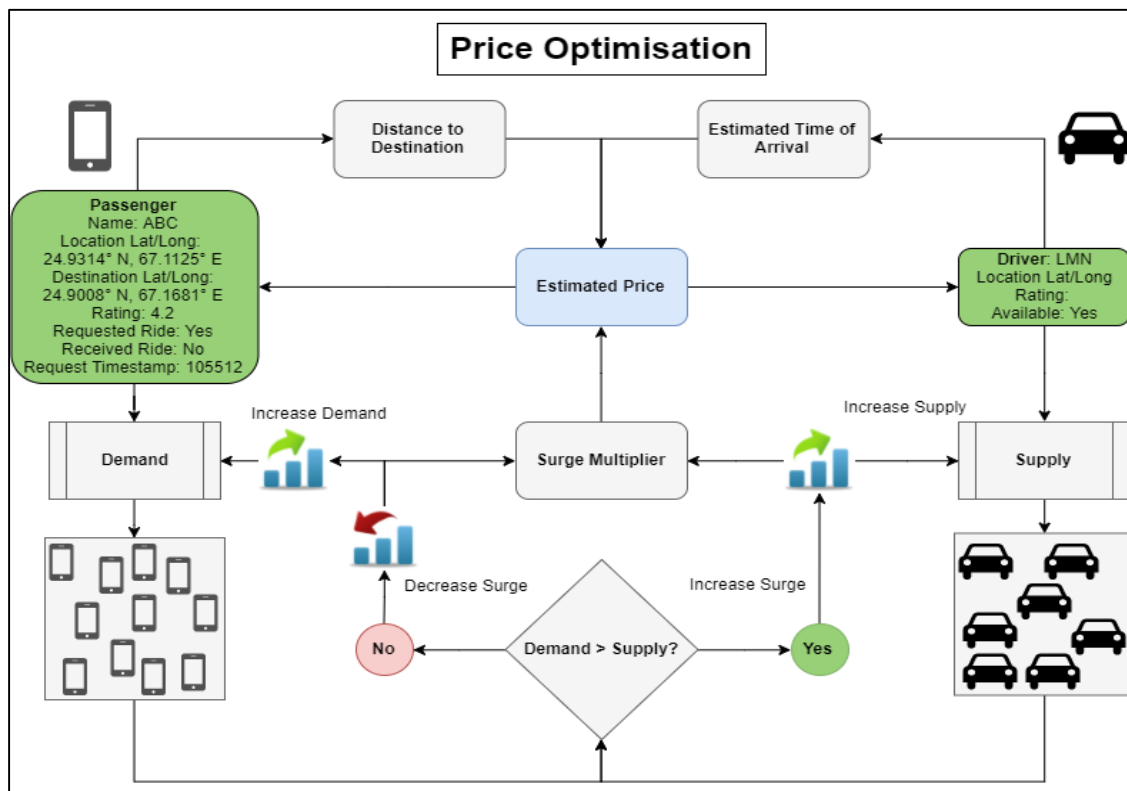 Price Optimisation
Distance to
Destination
Estimated Time of
Arrival
Passenger
Name: ABC
Location Lat/Long:
24.9314° N, 67.1125° E
Destination Lat/Long:
24.9008° N, 67.1681° E
Rating: 4.2
Requested Ride: Yes
Received Ride: No
Request Timestamp: 105512
Estimated Price
Driver: LMN
Location Lat/Long
Rating:
Available: Yes
Increase Demand
Increase Supply
Demand
Surge Multiplier
Supply
Decrease Surge
Increase Surge
No
Demand > Supply?
Yes